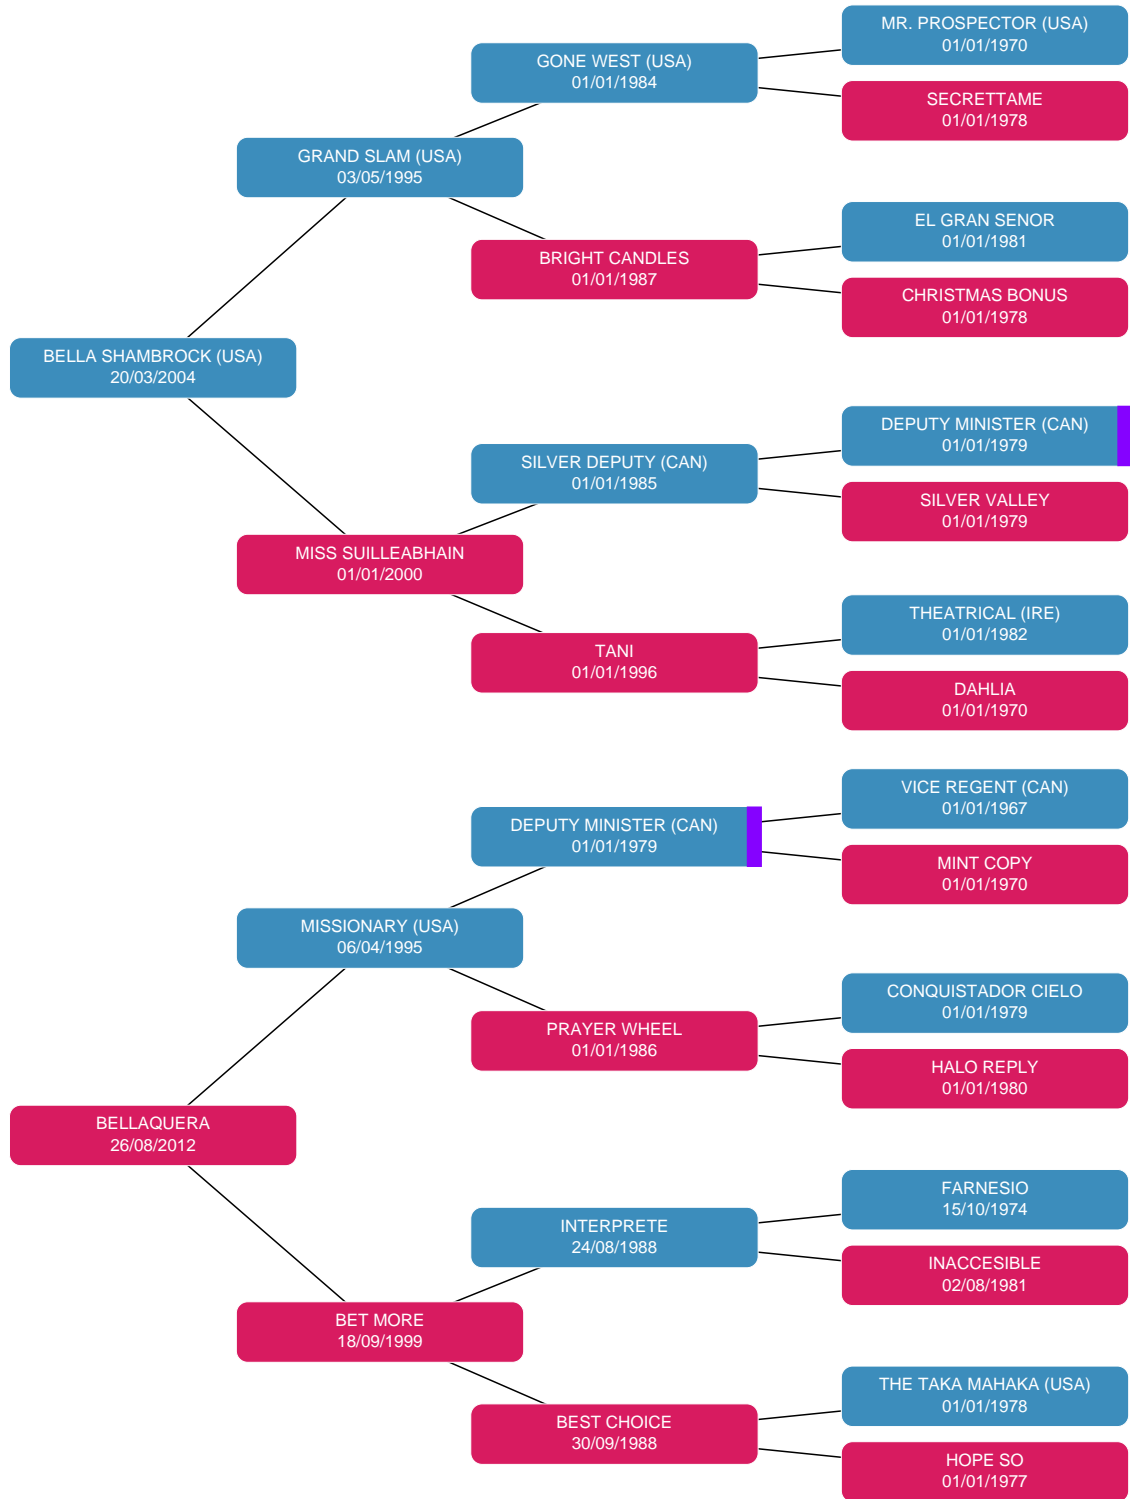 MR. PROSPECTOR (USA)
01/01/1970
GONE WEST (USA)
01/01/1984
SECRETTAME
01/01/1978
GRAND SLAM (USA)
03/05/1995
EL GRAN SENOR
01/01/1981
BRIGHT CANDLES
01/01/1987
CHRISTMAS BONUS
01/01/1978
BELLA SHAMBROCK (USA)
20/03/2004
DEPUTY MINISTER (CAN)
01/01/1979
SILVER DEPUTY (CAN)
01/01/1985
SILVER VALLEY
01/01/1979
MISS SUILLEABHAIN
01/01/2000
THEATRICAL (IRE)
01/01/1982
TANI
01/01/1996
DAHLIA
01/01/1970
VICE REGENT (CAN)
01/01/1967
DEPUTY MINISTER (CAN)
01/01/1979
MINT COPY
01/01/1970
MISSIONARY (USA)
06/04/1995
CONQUISTADOR CIELO
01/01/1979
PRAYER WHEEL
01/01/1986
HALO REPLY
01/01/1980
BELLAQUERA
26/08/2012
FARNESIO
15/10/1974
INTERPRETE
24/08/1988
INACCESIBLE
02/08/1981
BET MORE
18/09/1999
THE TAKA MAHAKA (USA)
01/01/1978
BEST CHOICE
30/09/1988
HOPE SO
01/01/1977